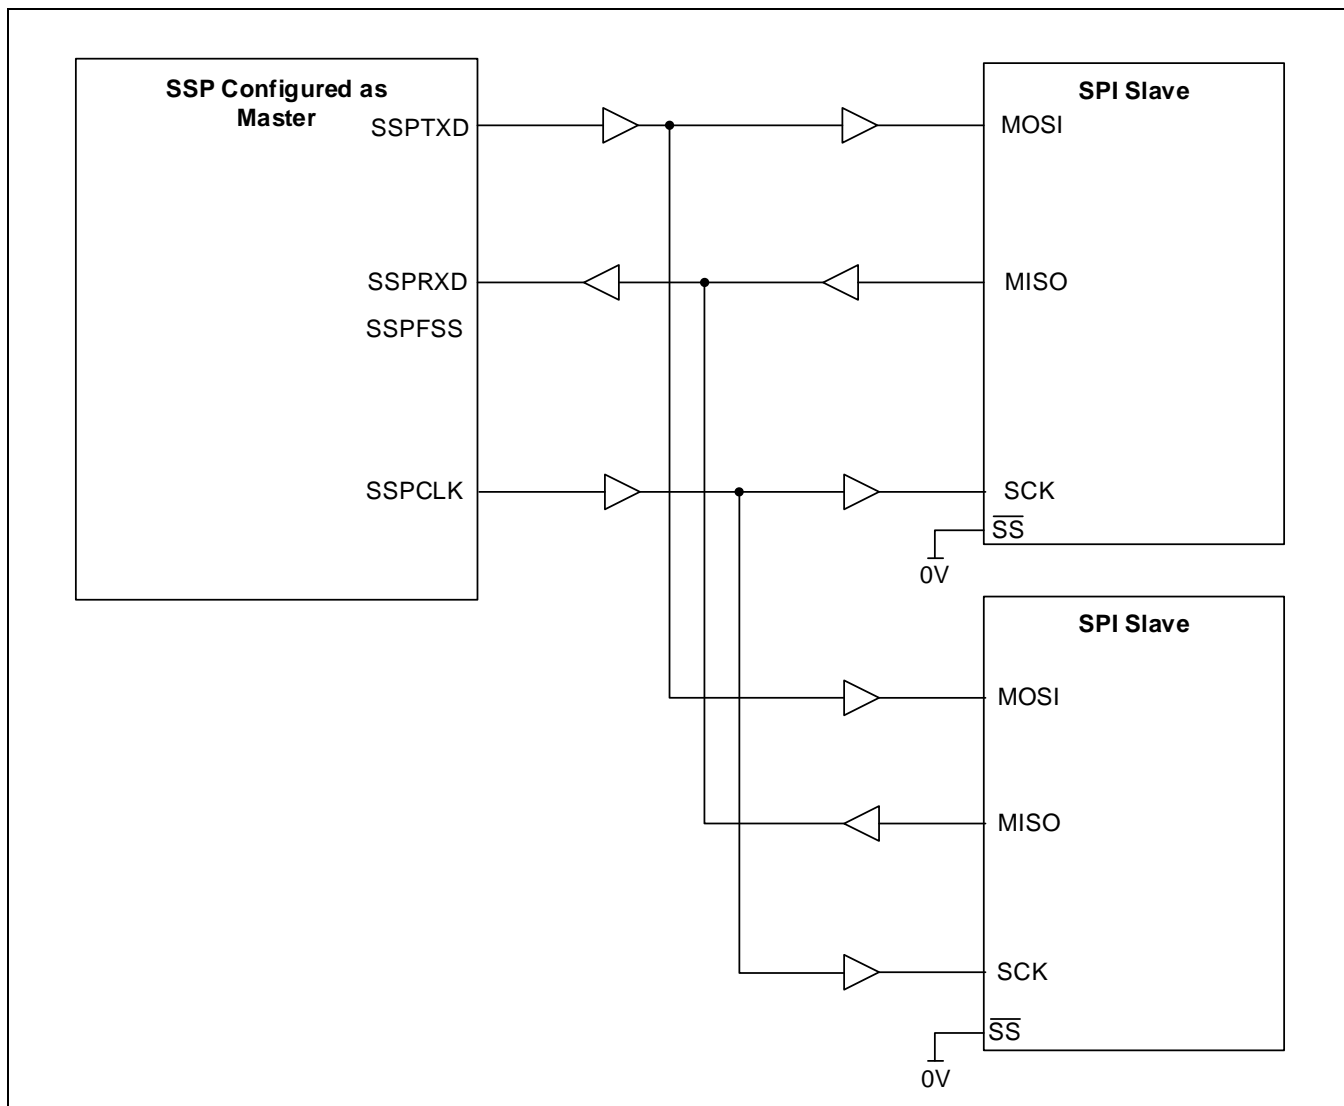 SSP Configured as
Master
SSPTXD
SSPRXD
SSPFSS
SSPCLK
SPI Slave
MOSI
MISO
SCK
SS
0V
SPI Slave
MOSI
MISO
SCK
SS
0V